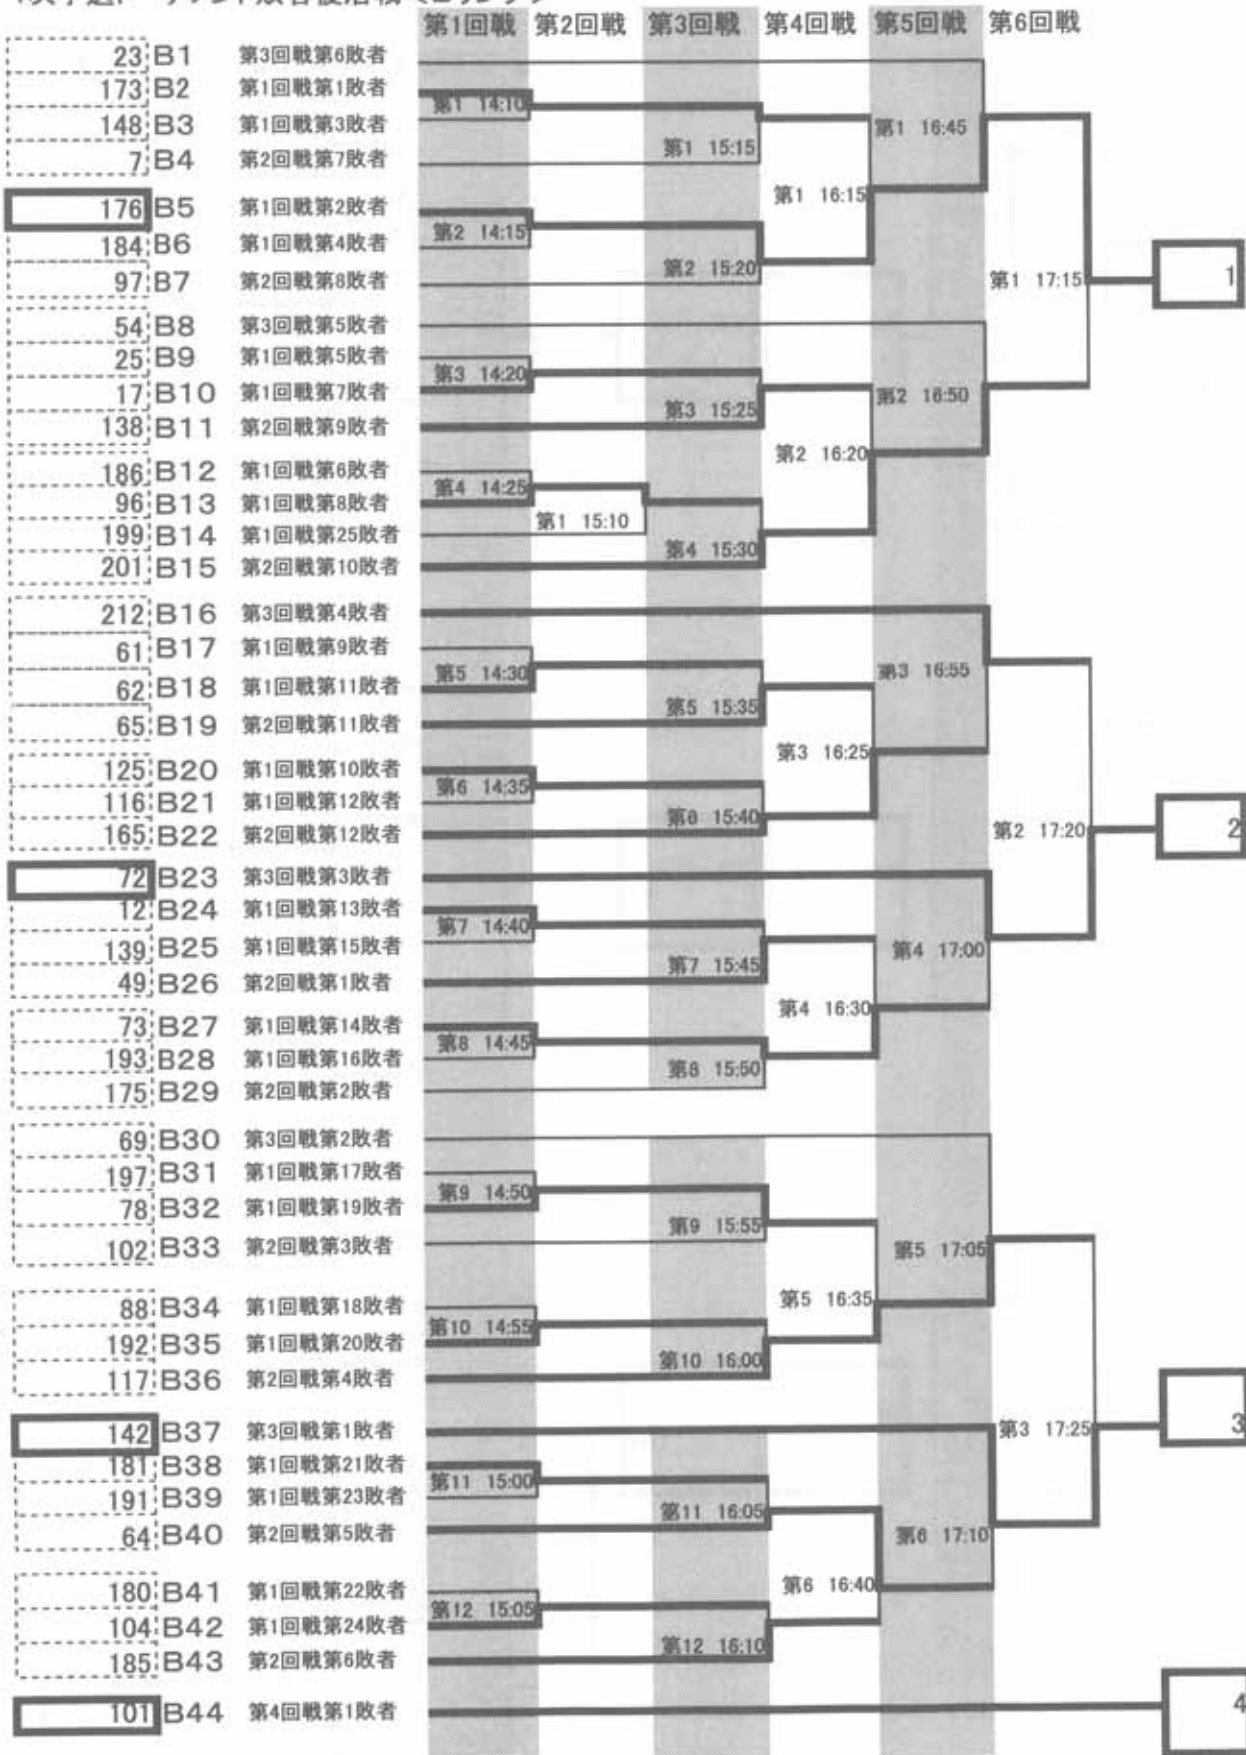 第1回戦 第2回戦 第3回戦 第4回戦 第5回戦 第6回戦
23 B1 第3回戦第6敗者
173 B2 第1回戦第1敗者
第1 14:10
148 B3 第1回戦第3敗者
第1 16:45
第1 15:15
7 B4 第2回戦第7敗者
第1 16:15
176 B5 第1回戦第2敗者
第2 14:15
184 B6 第1回戦第4敗者
第2 15:20
97 B7 第2回戦第8敗者
第1 17:15
1
54 B8 第3回戦第5敗者
25 B9 第1回戦第5敗者
第3 14:20
17 B10 第1回戦第7敗者
第2 16:50
第3 15:25
138 B11 第2回戦第9敗者
第2 16:20
186 B12 第1回戦第6敗者
第4 14:25
96 B13 第1回戦第8敗者
第1 15:10
199 B14 第1回戦第25敗者
第4 15:30
201 B15 第2回戦第10敗者
212 B16 第3回戦第4敗者
61 B17 第1回戦第9敗者
第5 14:30
第3 16:55
62 B18 第1回戦第11敗者
第5 15:35
65 B19 第2回戦第11敗者
第3 16:25
125 B20 第1回戦第10敗者
第6 14:35
116 B21 第1回戦第12敗者
第6 15:40
165 B22 第2回戦第12敗者
第2 17:20
2
72 B23 第3回戦第3敗者
12 B24 第1回戦第13敗者
第7 14:40
139 B25 第1回戦第15敗者
第4 17:00
第7 15:45
49 B26 第2回戦第1敗者
第4 16:30
73 B27 第1回戦第14敗者
第8 14:45
193 B28 第1回戦第16敗者
第8 15:50
175 B29 第2回戦第2敗者
69 B30 第3回戦第2敗者
197 B31 第1回戦第17敗者
第9 14:50
78 B32 第1回戦第19敗者
第9 15:55
102 B33 第2回戦第3敗者
第5 17:05
第5 16:35
88 B34 第1回戦第18敗者
第10 14:55
192 B35 第1回戦第20敗者
第10 16:00
117 B36 第2回戦第4敗者
142 B37 第3回戦第1敗者
第3 17:25
3
181 B38 第1回戦第21敗者
第11 15:00
191 B39 第1回戦第23敗者
第11 16:05
64 B40 第2回戦第5敗者
第6 17:10
第6 16:40
180 B41 第1回戦第22敗者
第12 15:05
104 B42 第1回戦第24敗者
第12 16:10
185 B43 第2回戦第6敗者
101 B44 第4回戦第1敗者
4